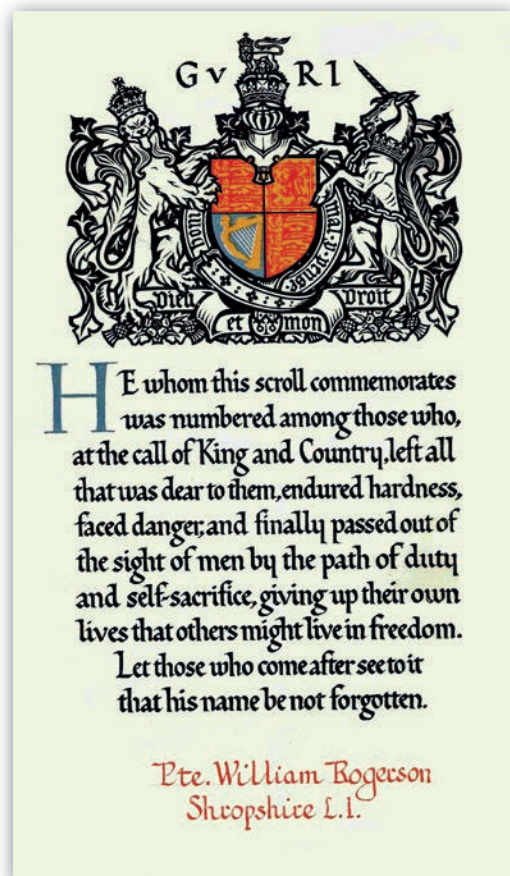 GV RI
Honi soit qui mal y pense
Dieu et mon Droit
HE whom this scroll commemorates
was numbered among those who,
at the call of King and Country, left all
that was dear to them, endured hardness,
faced danger, and finally passed out of
the sight of men by the path of duty
and self-sacrifice, giving up their own
lives that others might live in freedom.
Let those who come after see to it
that his name be not forgotten.
Pte. William Rogerson
Shropshire L.I.